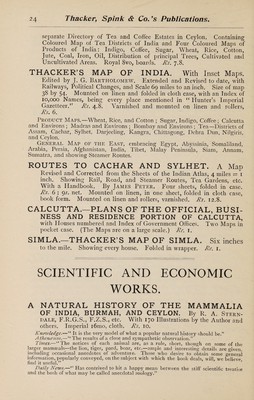 24 Thacker, Spink & Co.'s Publications.
separate Directory of Tea and Coffee Estates in Ceylon. Containing
Coloured Map of Tea Districts of India and Four Coloured Maps of
Products of India: Indigo, Coffee, Sugar, Wheat, Rice, Cotton,
Jute, Coal, Iron, Oil, Distribution of principal Trees, Cultivated and
Uncultivated Areas. Royal 8vo, boards. Rs. 7.8.
THACKER'S MAP OF INDIA. With Inset Maps.
Edited by J. G. BARTHOLOMEW. Extended and Revised to date, with
Railways, Political Changes, and Scale 69 miles to an inch. Size of map
38 by 54. Mounted on linen and folded in cloth case, with an Index of
10,000 Names, being every place mentioned in "Hunter's Imperial
Gazetteer." Rs. 4.8. Varnished and mounted on linen and rollers,
PRODUCT MAPS.—Wheat, Rice, and Cotton; Sugar, Indigo, Coffee; Calcutta
and Environs; Madras and Environs; Bombay and Environs; Tea—Districts of
Assam, Cachar, Sylhet, Darjeeling, Kangra, Chittagong, Dehra Dun, Nilgiris,
and Ceylon.
GENERAL MAP OF THE EAST, embracing Egypt, Abyssinia, Somaliland,
Arabia, Persia, Afghanistan, India, Tibet, Malay Peninsula, Siam, Annam,
Sumatra, and showing Steamer Routes.
ROUTES TO CACHAR AND SYLHET. A Map
Revised and Corrected from the Sheets of the Indian Atlas, 4 miles = 1
inch. Showing Rail, Road, and Steamer Routes, Tea Gardens, etc.
With a Handbook. By JAMES PETER. Four sheets, folded in case.
Rs. 6; 9s. net. Mounted on linen, in one sheet, folded in cloth case,
book form. Mounted on linen and rollers, varnished. Rs. 12.8.
CALCUTTA.—PLANS OF THE OFFICIAL, BUSI-
NESS AND RESIDENCE PORTION OF CALCUTTA,
with Houses numbered and Index of Government Offices. Two Maps in
pocket case. (The Maps are on a large scale.) Re. 1.
SIMLA.—THACKER'S MAP OF SIMLA. Six inches
to the mile. Showing every house. Folded in wrapper. Re. 1.
SCIENTIFIC AND ECONOMIC
WORKS.
A NATURAL HISTORY OF THE MAMMALIA
OF INDIA, BURMAH, AND CEYLON. By R. A. STERN-
DALE, F.R.G.S., F.Z.S., etc. With 170 Illustrations by the Author and
others. Imperial 16mo, cloth. Rs. 10.
Knowledge.—"It is the very model of what a popular natural history should be."
Athenæum.—"The results of a close and sympathetic observation."
Times.—"The notices of each animal are, as a rule, short, though on some of the
larger mammals—the lion, tiger, pard, boar, etc.—ample and interesting details are given,
including occasional anecdotes of adventure. Those who desire to obtain some general
information, popularly conveyed, on the subject with which the book deals, will, we believe,
find it useful."
Daily News.—"Has contrived to hit a happy mean between the stiff scientific treatise
and the bosh of what may be called anecdotal zoology."